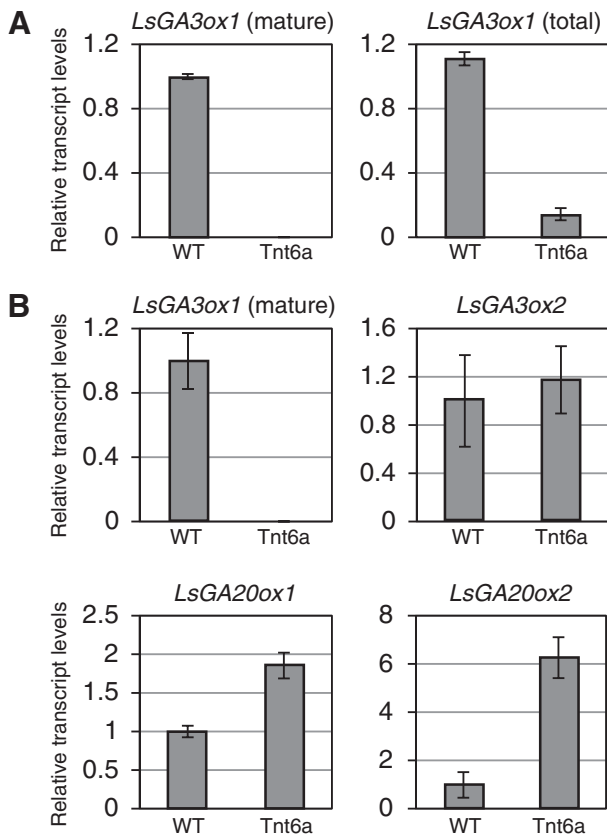 A
LsGA3ox1 (mature)
LsGA3ox1 (total)
Relative transcript levels
1.2
0.8
0.4
0
WT
Tnt6a
1.2
0.8
0.4
0
WT
Tnt6a
B
LsGA3ox1 (mature)
LsGA3ox2
Relative transcript levels
1.2
0.8
0.4
0
WT
Tnt6a
1.6
1.2
0.8
0.4
0
WT
Tnt6a
LsGA20ox1
LsGA20ox2
Relative transcript levels
2.5
2
1.5
1
0.5
0
WT
Tnt6a
8
6
4
2
0
WT
Tnt6a